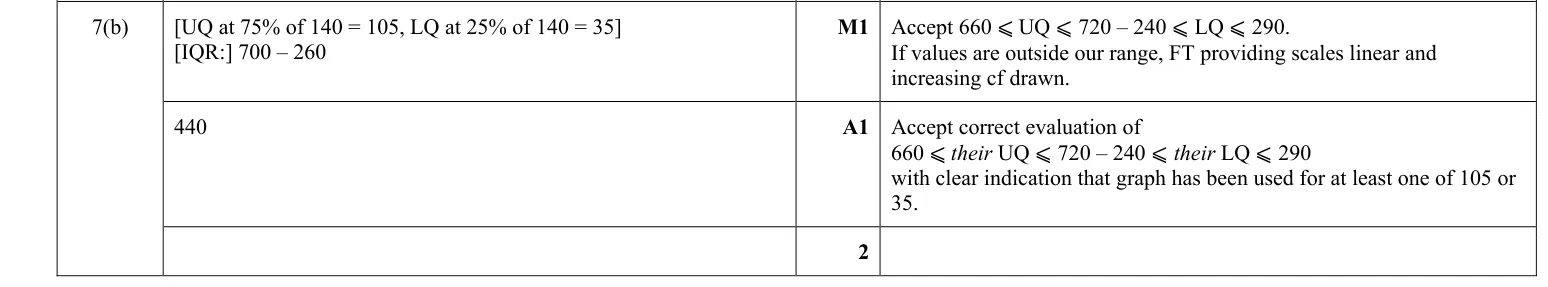 7(b)
[UQ at 75% of 140 = 105, LQ at 25% of 140 = 35]
[IQR:] 700 – 260
M1
Accept 660 ⩽ UQ ⩽ 720 – 240 ⩽ LQ ⩽ 290.
If values are outside our range, FT providing scales linear and
increasing cf drawn.
440
A1
Accept correct evaluation of
660 ⩽ their UQ ⩽ 720 – 240 ⩽ their LQ ⩽ 290
with clear indication that graph has been used for at least one of 105 or
35.
2